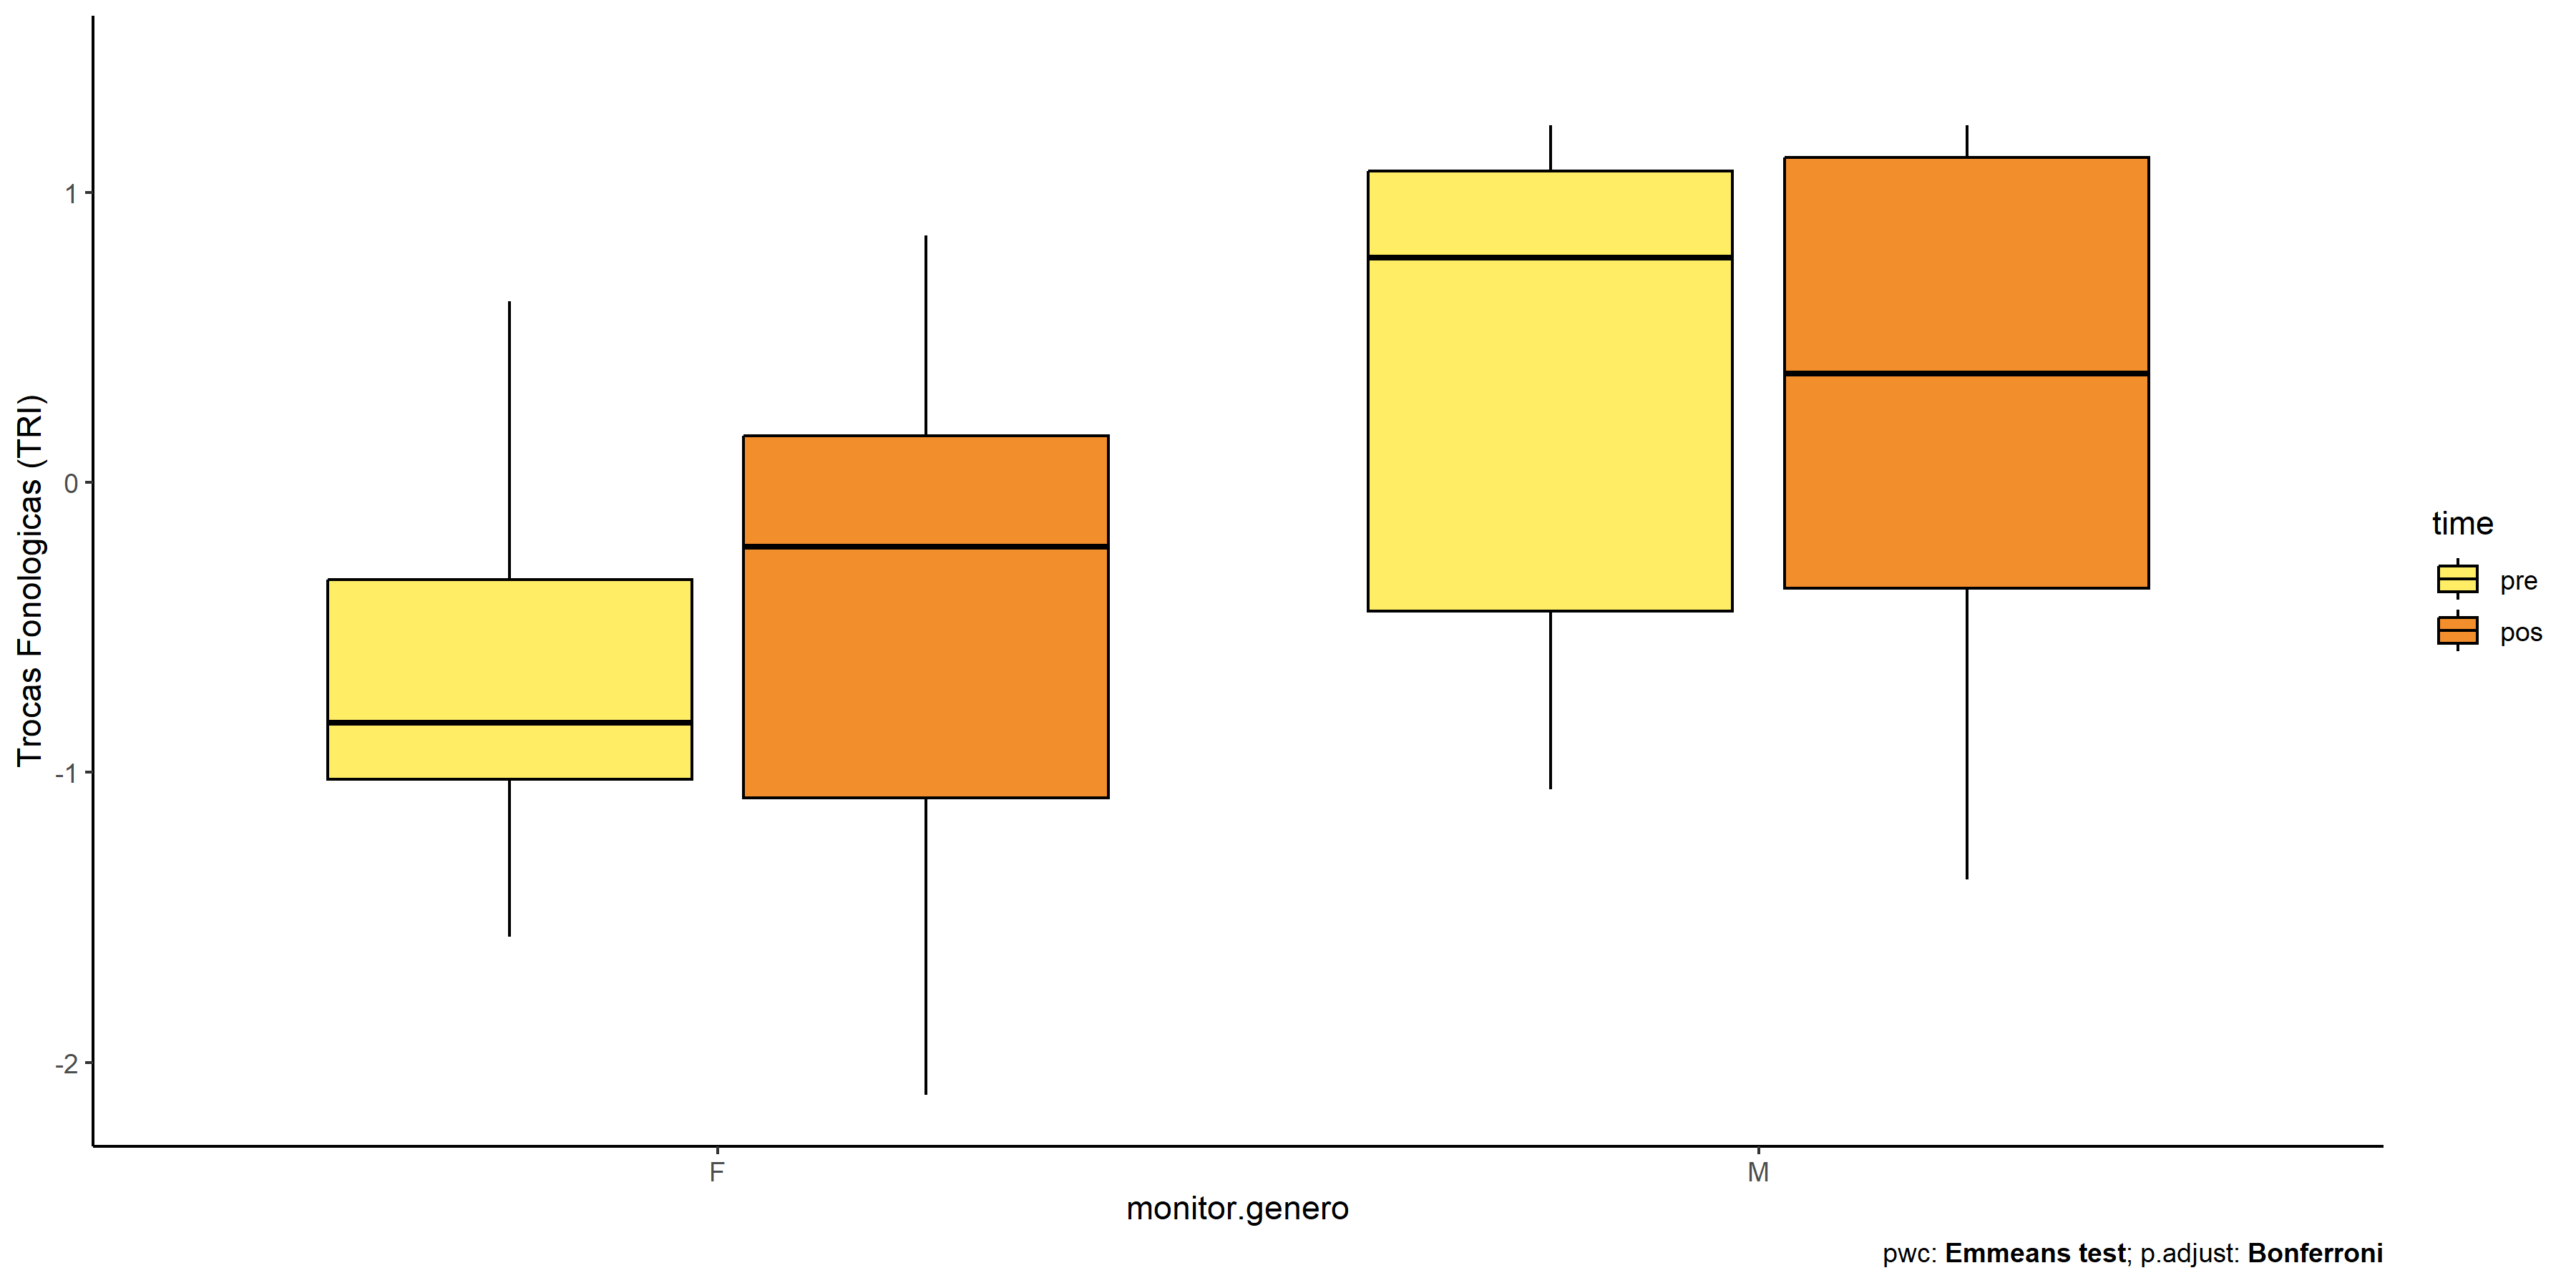 Trocas Fonologicas (TRI)
1
0
-1
-2
F
M
monitor.genero
time
pre
pos
pwc: Emmeans test; p.adjust: Bonferroni